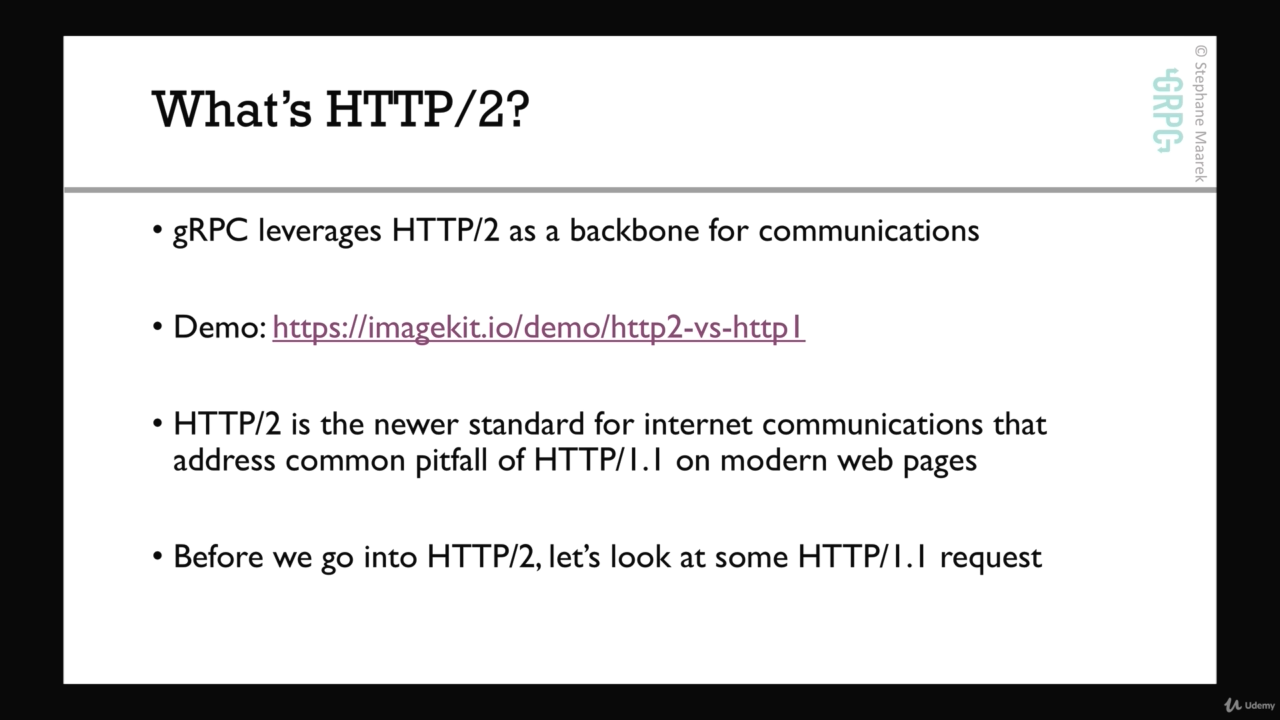 What's HTTP/2?
© Stephane Maarek
GRPC
• gRPC leverages HTTP/2 as a backbone for communications
• Demo: https://imagekit.io/demo/http2-vs-http1
• HTTP/2 is the newer standard for internet communications that
address common pitfall of HTTP/1.1 on modern web pages
• Before we go into HTTP/2, let's look at some HTTP/1.1 request
Udemy